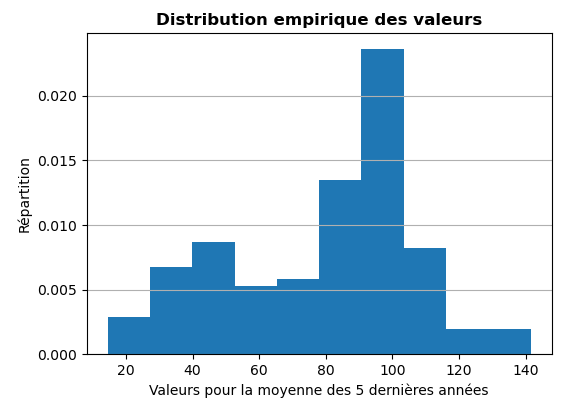 Distribution empirique des valeurs
Répartition
0.020
0.015
0.010
0.005
0.000
20 40 60 80 100 120 140
Valeurs pour la moyenne des 5 dernières années